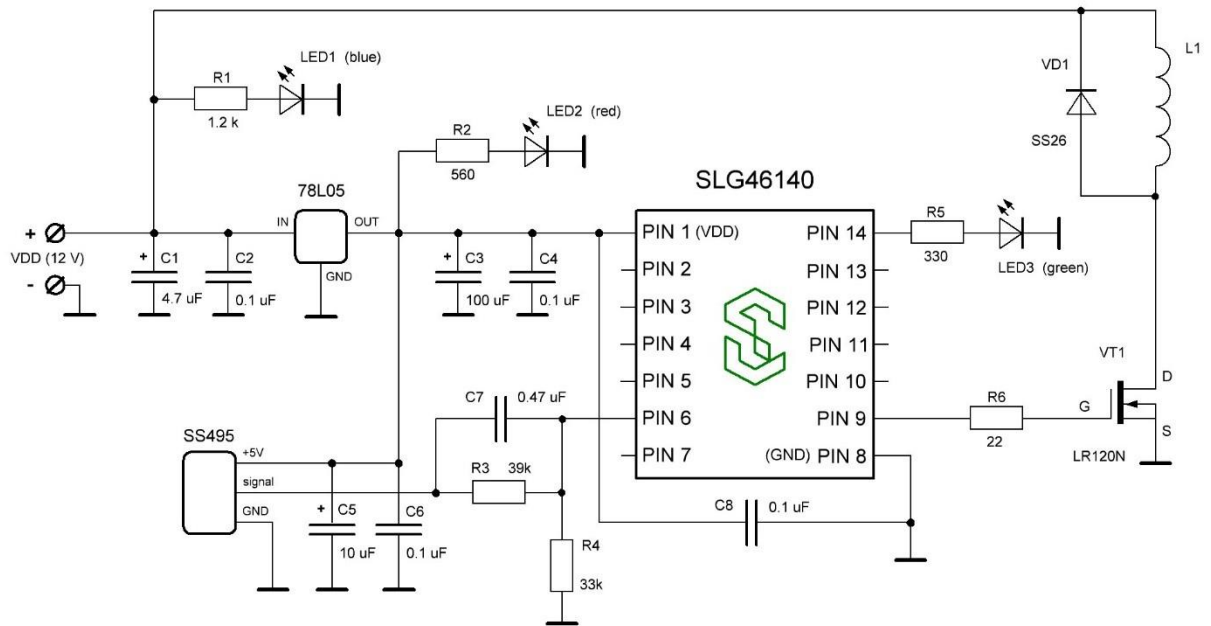 L1
LED1 (blue)
VD1
R1
LED2 (red)
1.2 k
R2
SS26
560
78L05
SLG46140
IN
OUT
R5
+
PIN 1 (VDD)
PIN 14
VDD (12 V)
+ C1
C2
GND
+ C3
C4
PIN 2
PIN 13
330
LED3 (green)
-
4.7 uF
0.1 uF
100 uF
0.1 uF
PIN 3
PIN 12
PIN 4
PIN 11
VT1
PIN 5
PIN 10
D
C7
0.47 uF
R6
G
PIN 6
PIN 9
S
SS495
22
+5V
R3 39k
PIN 7
(GND) PIN 8
LR120N
signal
GND
+ C5
C6
C8
0.1 uF
10 uF
0.1 uF
R4
33k